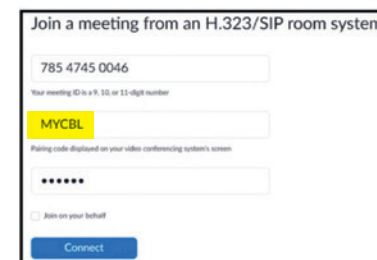 Join a meeting from an H.323/SIP room system
785 4745 0046
Your meeting ID is a 9, 10, or 11-digit number
MYCBL
Pairing code displayed on your video conferencing system's screen
••••••
Join on your behalf
Connect